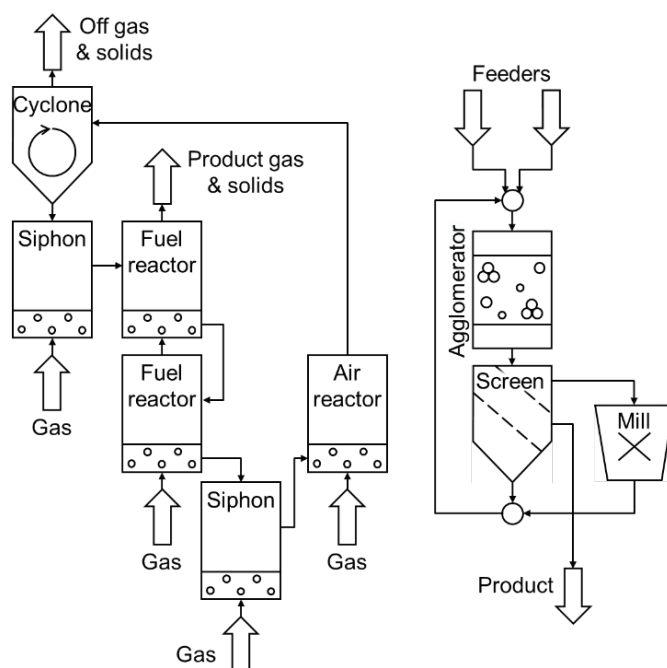 Off gas
& solids
Cyclone
Product gas
& solids
Siphon
Fuel
reactor
Gas
Fuel
reactor
Air
reactor
Gas
Siphon
Gas
Gas
Feeders
Agglomerator
Screen
Mill
Product